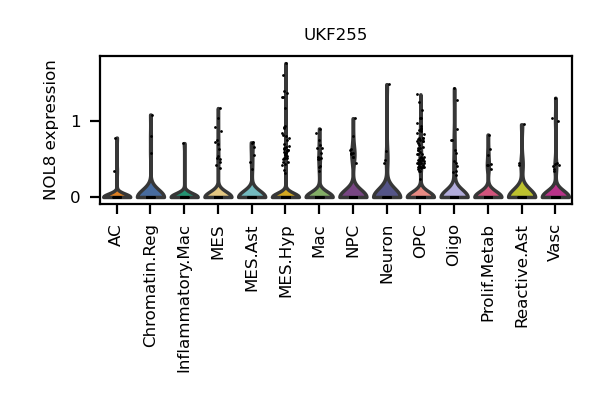 UKF255
NOL8 expression
1
0
AC
Chromatin.Reg
Inflammatory.Mac
MES
MES.Ast
MES.Hyp
Mac
NPC
Neuron
OPC
Oligo
Prolif.Metab
Reactive.Ast
Vasc